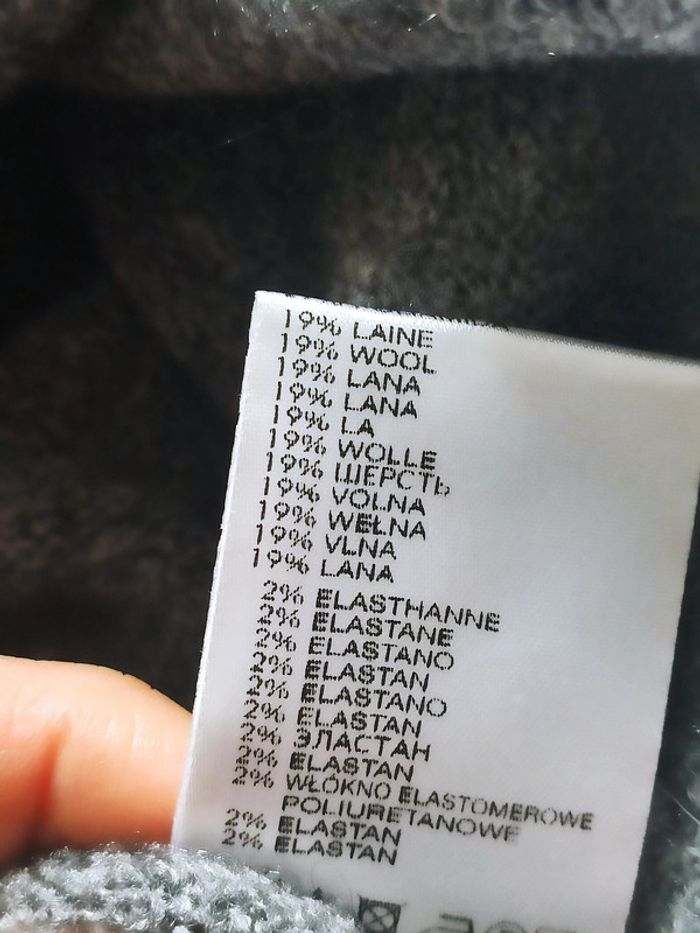 19% LAINE
19% WOOL
19% LANA
19% LANA
19% LA
19% WOLLE
19% ШЕРСТЬ
19% VOLNA
19% WEŁNA
19% VLNA
19% LANA
2% ELASTHANNE
2% ELASTANE
2% ELASTANO
2% ELASTAN
2% ELASTANO
2% ELASTAN
2% ЭЛАСТАН
2% ELASTAN
2% WŁÓKNO ELASTOMEROWE
POLIURETANOWE
2% ELASTAN
2% ELASTAN